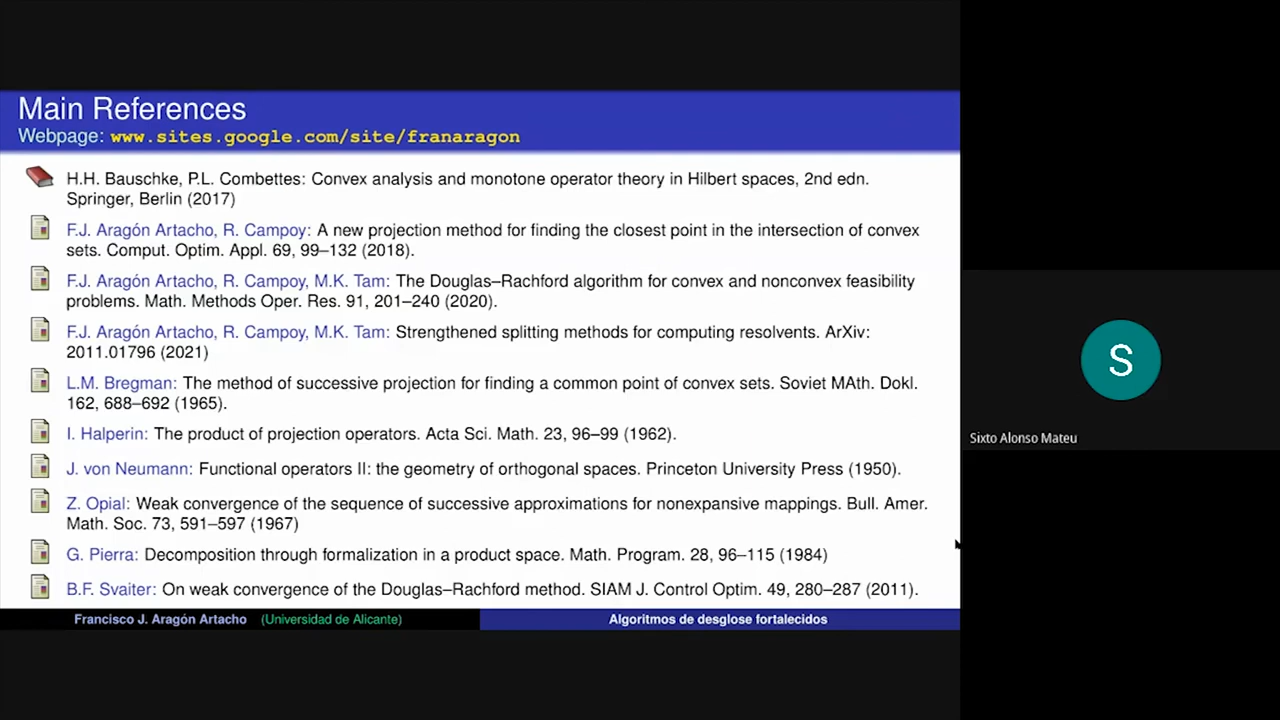 Main References
Webpage: www.sites.google.com/site/franaragon
H.H. Bauschke, P.L. Combettes: Convex analysis and monotone operator theory in Hilbert spaces, 2nd edn.
Springer, Berlin (2017)
F.J. Aragón Artacho, R. Campoy: A new projection method for finding the closest point in the intersection of convex
sets. Comput. Optim. Appl. 69, 99–132 (2018).
F.J. Aragón Artacho, R. Campoy, M.K. Tam: The Douglas–Rachford algorithm for convex and nonconvex feasibility
problems. Math. Methods Oper. Res. 91, 201–240 (2020).
F.J. Aragón Artacho, R. Campoy, M.K. Tam: Strengthened splitting methods for computing resolvents. ArXiv:
2011.01796 (2021)
L.M. Bregman: The method of successive projection for finding a common point of convex sets. Soviet MAth. Dokl.
162, 688–692 (1965).
I. Halperin: The product of projection operators. Acta Sci. Math. 23, 96–99 (1962).
J. von Neumann: Functional operators II: the geometry of orthogonal spaces. Princeton University Press (1950).
Z. Opial: Weak convergence of the sequence of successive approximations for nonexpansive mappings. Bull. Amer.
Math. Soc. 73, 591–597 (1967)
G. Pierra: Decomposition through formalization in a product space. Math. Program. 28, 96–115 (1984)
B.F. Svaiter: On weak convergence of the Douglas–Rachford method. SIAM J. Control Optim. 49, 280–287 (2011).
Francisco J. Aragón Artacho (Universidad de Alicante)
Algoritmos de desglose fortalecidos
S
Sixto Alonso Mateu